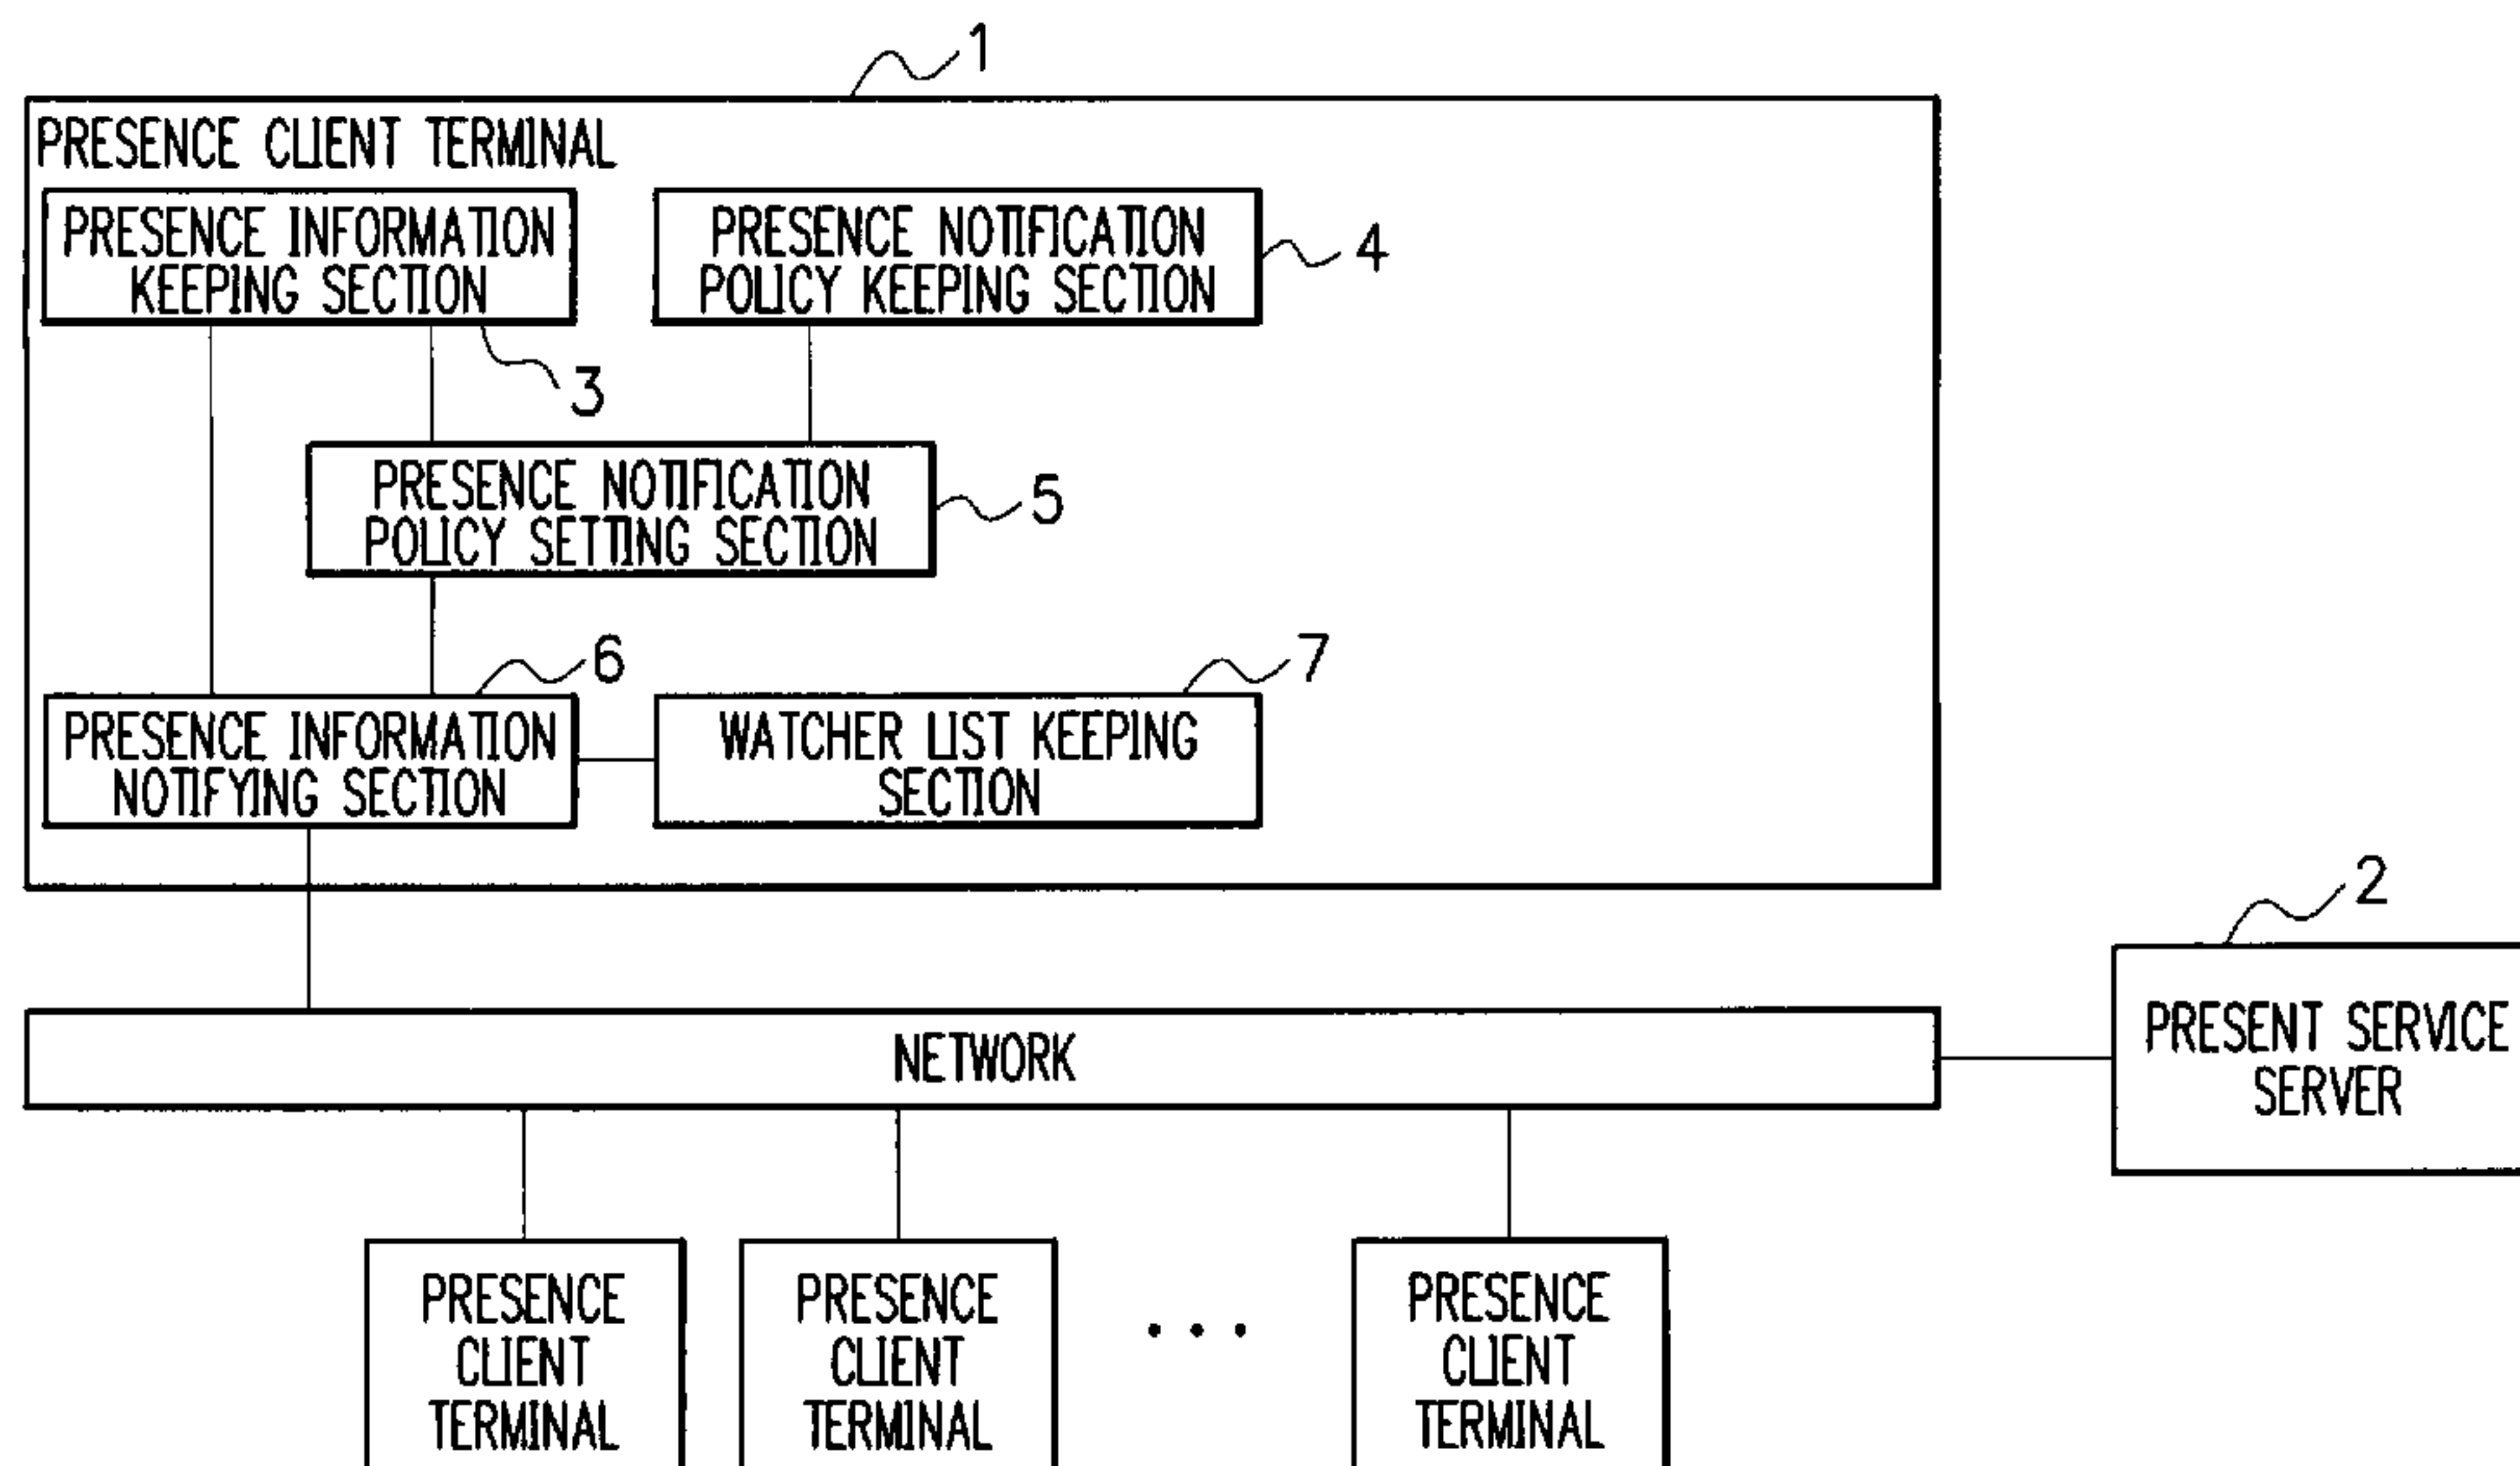 1
PRESENCE CLIENT TERMINAL
PRESENCE INFORMATION
KEEPING SECTION
PRESENCE NOTIFICATION
POLICY KEEPING SECTION
4
3
PRESENCE NOTIFICATION
POLICY SETTING SECTION
5
6
7
PRESENCE INFORMATION
NOTIFYING SECTION
WATCHER LIST KEEPING
SECTION
2
NETWORK
PRESENT SERVICE
SERVER
PRESENCE
CLIENT
TERMINAL
PRESENCE
CLIENT
TERMINAL
• • •
PRESENCE
CLIENT
TERMINAL